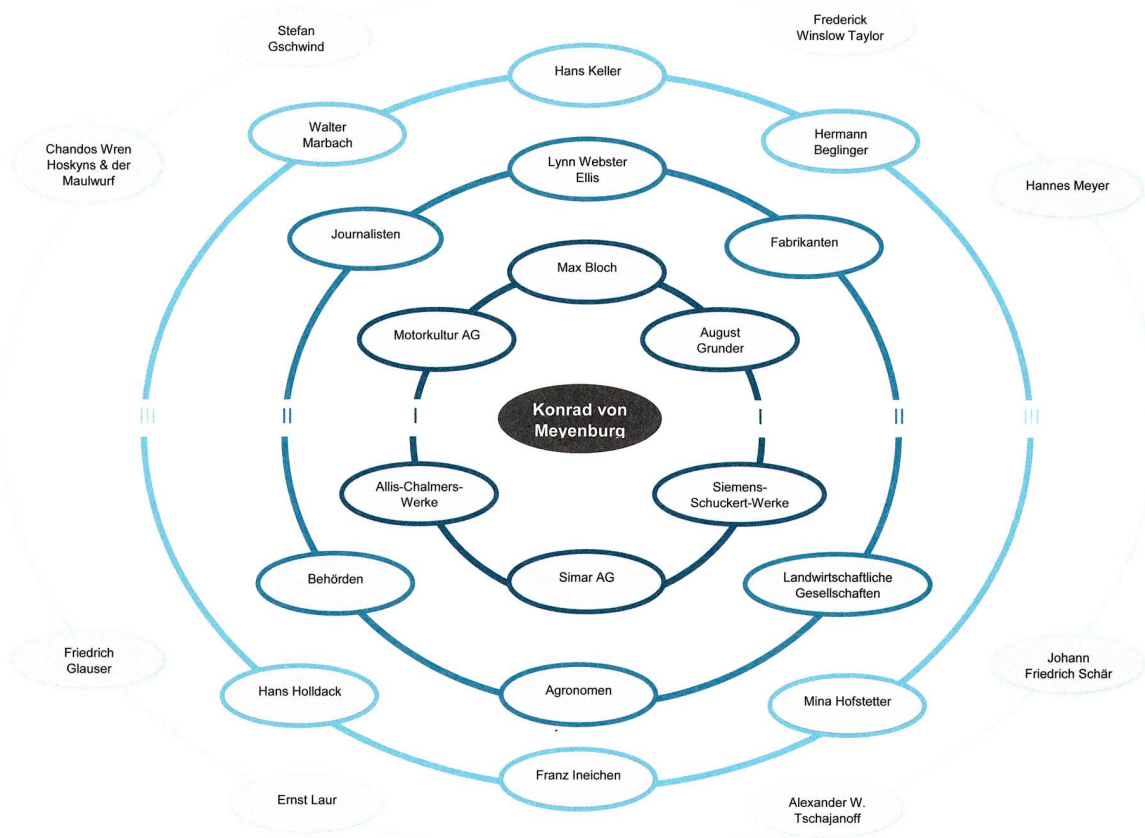 Stefan
Gschwind
Frederick
Winslow Taylor
Hans Keller
Walter
Marbach
Hermann
Beglinger
Chandos Wren
Hoskyns & der
Maulwurf
Lynn Webster
Ellis
Hannes Meyer
Journalisten
Fabrikanten
Max Bloch
Motorkultur AG
August
Grunder
III
II
I
Konrad von
Meyenburg
I
II
III
Allis-Chalmers-
Werke
Siemens-
Schuckert-Werke
Behörden
Simar AG
Landwirtschaftliche
Gesellschaften
Friedrich
Glauser
Johann
Friedrich Schär
Hans Holldack
Agronomen
Mina Hofstetter
Franz Ineichen
Ernst Laur
Alexander W.
Tschajanoff